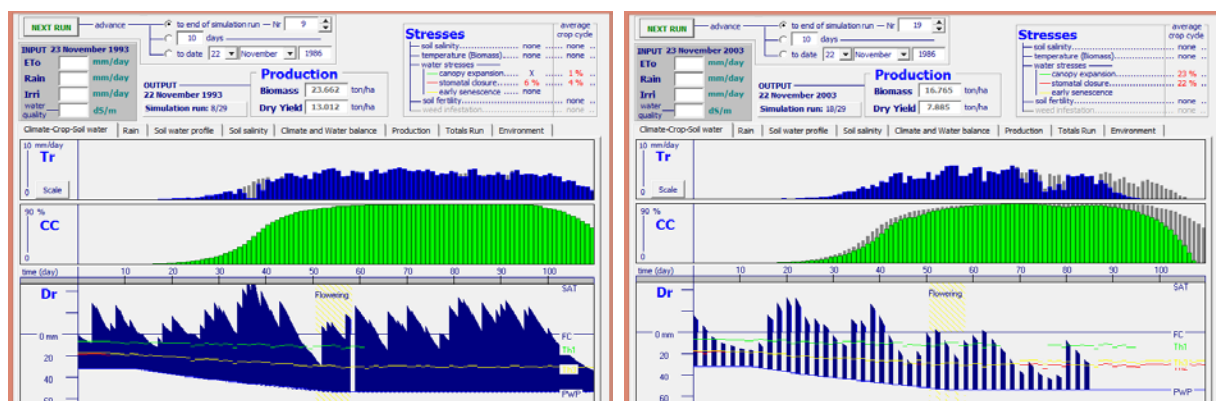 NEXT RUN
advance
to end of simulation run — Nr 9
10 days
to date 22 November 1986
INPUT 23 November 1993
ETo mm/day
Rain mm/day
Irri mm/day
water quality dS/m
OUTPUT
22 November 1993
Simulation run: 8/29
Production
Biomass 23.662 ton/ha
Dry Yield 13.012 ton/ha
Stresses
average crop cycle
soil salinity none none
temperature (Biomass) none none
water stresses
canopy expansion X 1 %
stomatal closure 6 % 4 %
early senescence none
soil fertility none
weed infestation none
Climate-Crop-Soil water Rain Soil water profile Soil salinity Climate and Water balance Production Totals Run Environment
10 mm/day
Tr
0
Scale
90 %
CC
0
time (day) 10 20 30 40 50 60 70 80 90 100
Dr
SAT
Flowering
0 mm
FC
Th1
20
40
PWP
60
NEXT RUN
advance
to end of simulation run — Nr 19
10 days
to date 22 November 1986
INPUT 23 November 2003
ETo mm/day
Rain mm/day
Irri mm/day
water quality dS/m
OUTPUT
22 November 2003
Simulation run: 18/29
Production
Biomass 16.765 ton/ha
Dry Yield 7.885 ton/ha
Stresses
average crop cycle
soil salinity none
temperature (Biomass) none
water stresses
canopy expansion 23 %
stomatal closure 22 %
early senescence
soil fertility none
weed infestation none
Climate-Crop-Soil water Rain Soil water profile Soil salinity Climate and Water balance Production Totals Run Environment
10 mm/day
Tr
0
Scale
90 %
CC
0
time (day) 10 20 30 40 50 60 70 80 90 100
Dr
SAT
Flowering
0 mm
FC
Th1
20
Th2
40
PWP
60